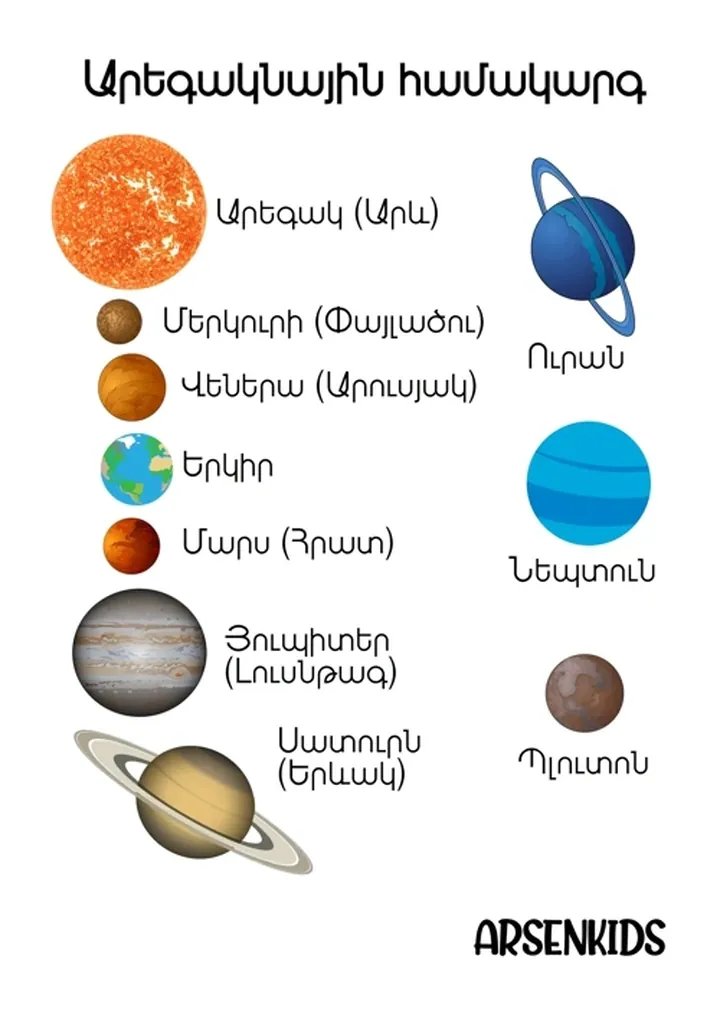 Արեգակնային համակարգ
Արեգակ (Արև)
Մերկուրի (Փայլածու)
Վեներա (Արուսյակ)
Երկիր
Մարս (Հրատ)
Յուպիտեր
(Լուսնթագ)
Սատուրն
(Երևակ)
Ուրան
Նեպտուն
Պլուտոն
ARSENKIDS